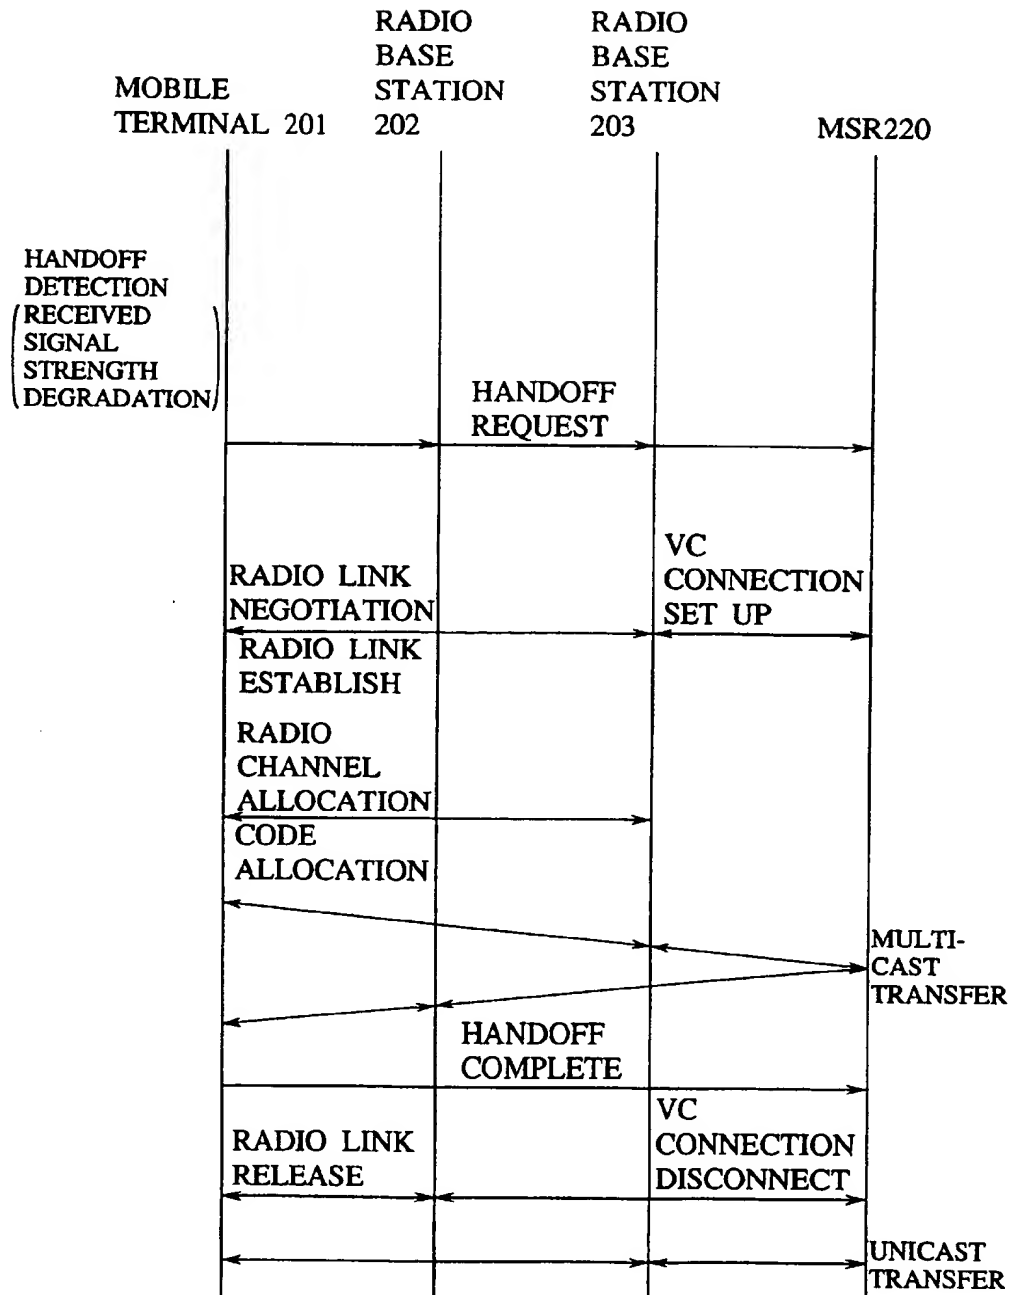 MOBILE
TERMINAL 201
RADIO
BASE
STATION
202
RADIO
BASE
STATION
203
MSR220
HANDOFF
DETECTION
(RECEIVED
SIGNAL
STRENGTH
DEGRADATION)
HANDOFF
REQUEST
RADIO LINK
NEGOTIATION
VC
CONNECTION
SET UP
RADIO LINK
ESTABLISH
RADIO
CHANNEL
ALLOCATION
CODE
ALLOCATION
MULTI-
CAST
TRANSFER
HANDOFF
COMPLETE
RADIO LINK
RELEASE
VC
CONNECTION
DISCONNECT
UNICAST
TRANSFER